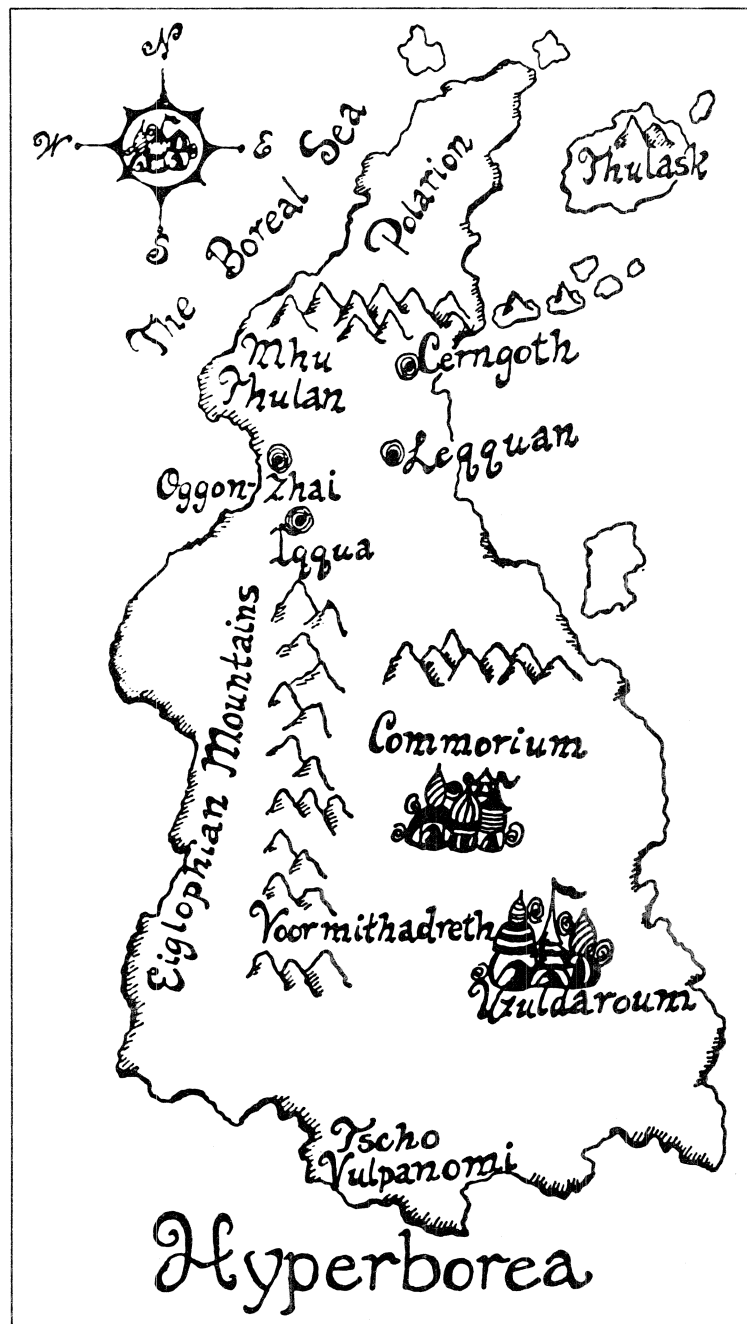 N
W
E
S
The Boreal Sea
Polarion
Thulask
Mhu
Thulan
Cerngoth
Leqquan
Oggon-Zhai
Iqqua
Eiglophian Mountains
Commorium
Voormithadreth
Uzuldaroum
Tscho
Vulpanomi
Hyperborea